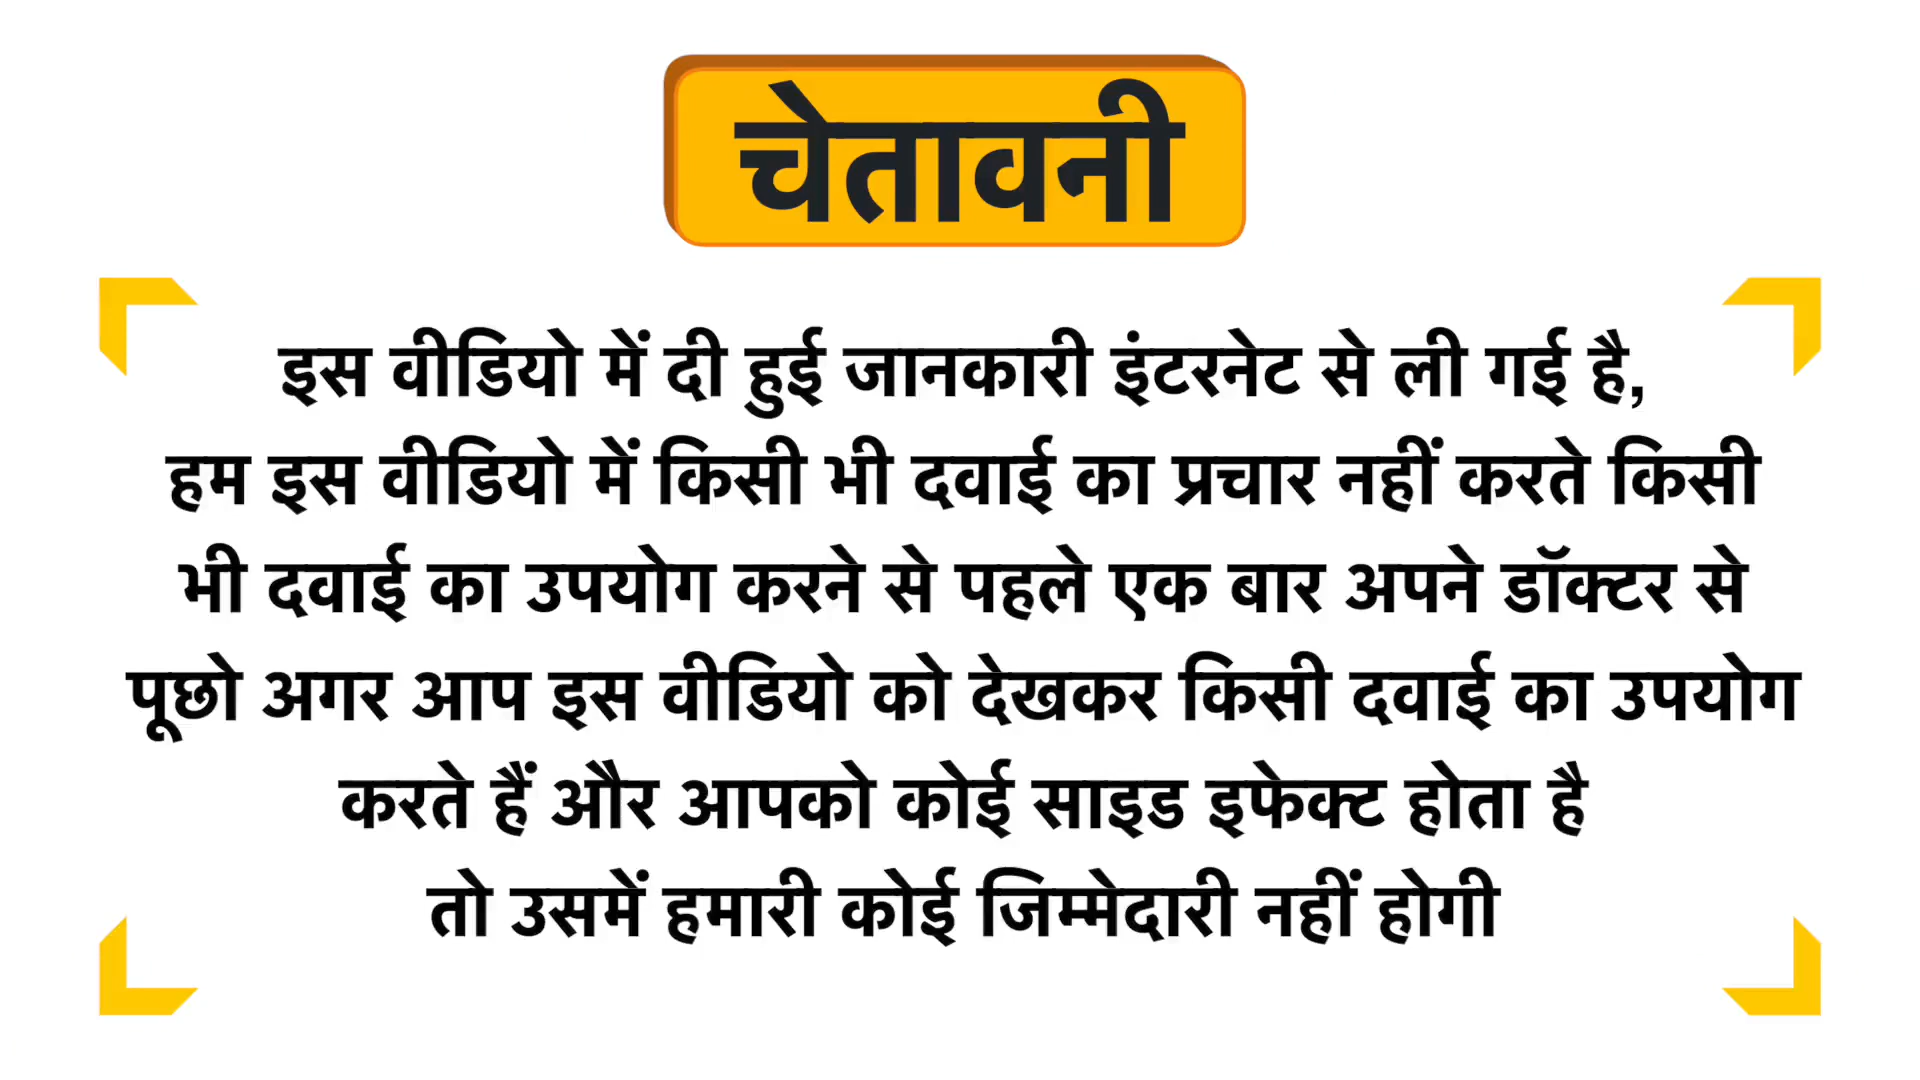 चेतावनी
इस वीडियो में दी हुई जानकारी इंटरनेट से ली गई है,
हम इस वीडियो में किसी भी दवाई का प्रचार नहीं करते किसी
भी दवाई का उपयोग करने से पहले एक बार अपने डॉक्टर से
पूछो अगर आप इस वीडियो को देखकर किसी दवाई का उपयोग
करते हैं और आपको कोई साइड इफेक्ट होता है
तो उसमें हमारी कोई जिम्मेदारी नहीं होगी